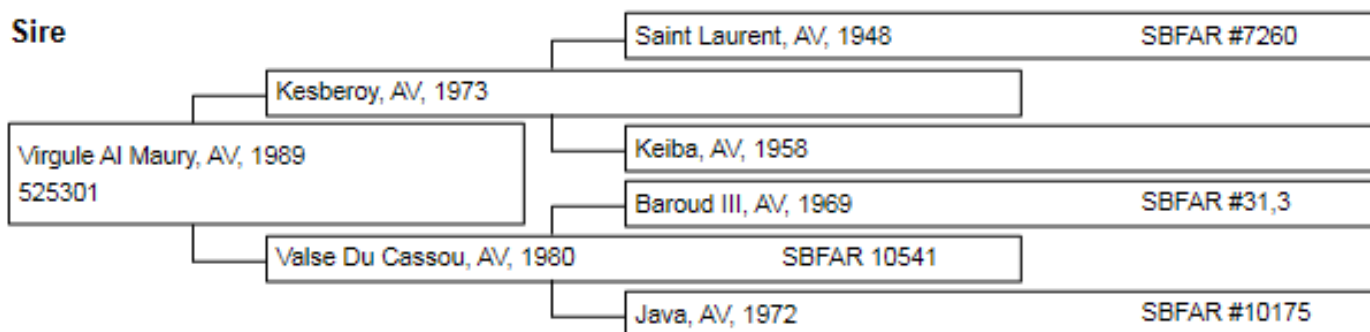 Sire
Saint Laurent, AV, 1948 SBFAR #7260
Kesberoy, AV, 1973
Keiba, AV, 1958
Virgule Al Maury, AV, 1989
525301
Baroud III, AV, 1969 SBFAR #31,3
Valse Du Cassou, AV, 1980 SBFAR 10541
Java, AV, 1972 SBFAR #10175